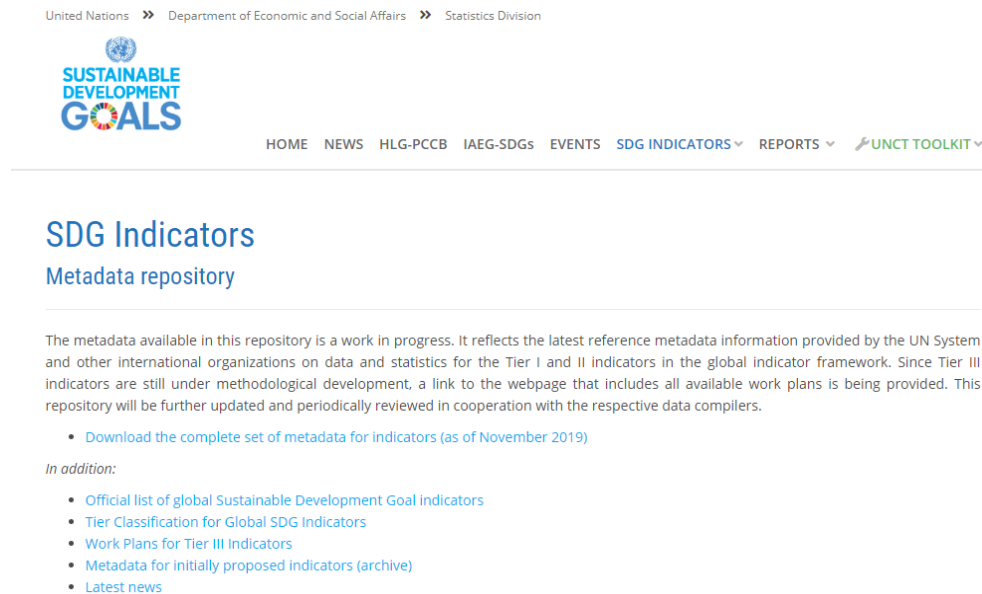 United Nations >> Department of Economic and Social Affairs >> Statistics Division
SUSTAINABLE
DEVELOPMENT
GOALS
HOME NEWS HLG-PCCB IAEG-SDGs EVENTS SDG INDICATORS REPORTS UNCT TOOLKIT
SDG Indicators
Metadata repository
The metadata available in this repository is a work in progress. It reflects the latest reference metadata information provided by the UN System
and other international organizations on data and statistics for the Tier I and II indicators in the global indicator framework. Since Tier III
indicators are still under methodological development, a link to the webpage that includes all available work plans is being provided. This
repository will be further updated and periodically reviewed in cooperation with the respective data compilers.
• Download the complete set of metadata for indicators (as of November 2019)
In addition:
• Official list of global Sustainable Development Goal indicators
• Tier Classification for Global SDG Indicators
• Work Plans for Tier III Indicators
• Metadata for initially proposed indicators (archive)
• Latest news